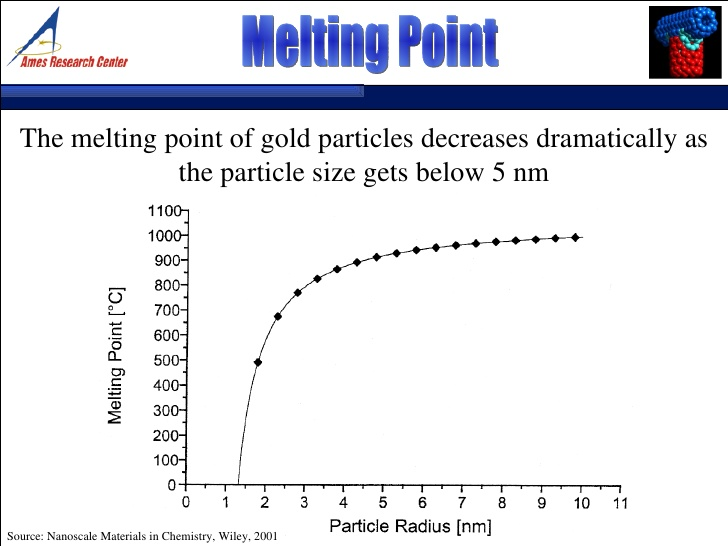 Ames Research Center
Melting Point
The melting point of gold particles decreases dramatically as
the particle size gets below 5 nm
1100
1000
900
800
700
600
500
400
300
200
100
0
Melting Point [°C]
0 1 2 3 4 5 6 7 8 9 10 11
Particle Radius [nm]
Source: Nanoscale Materials in Chemistry, Wiley, 2001